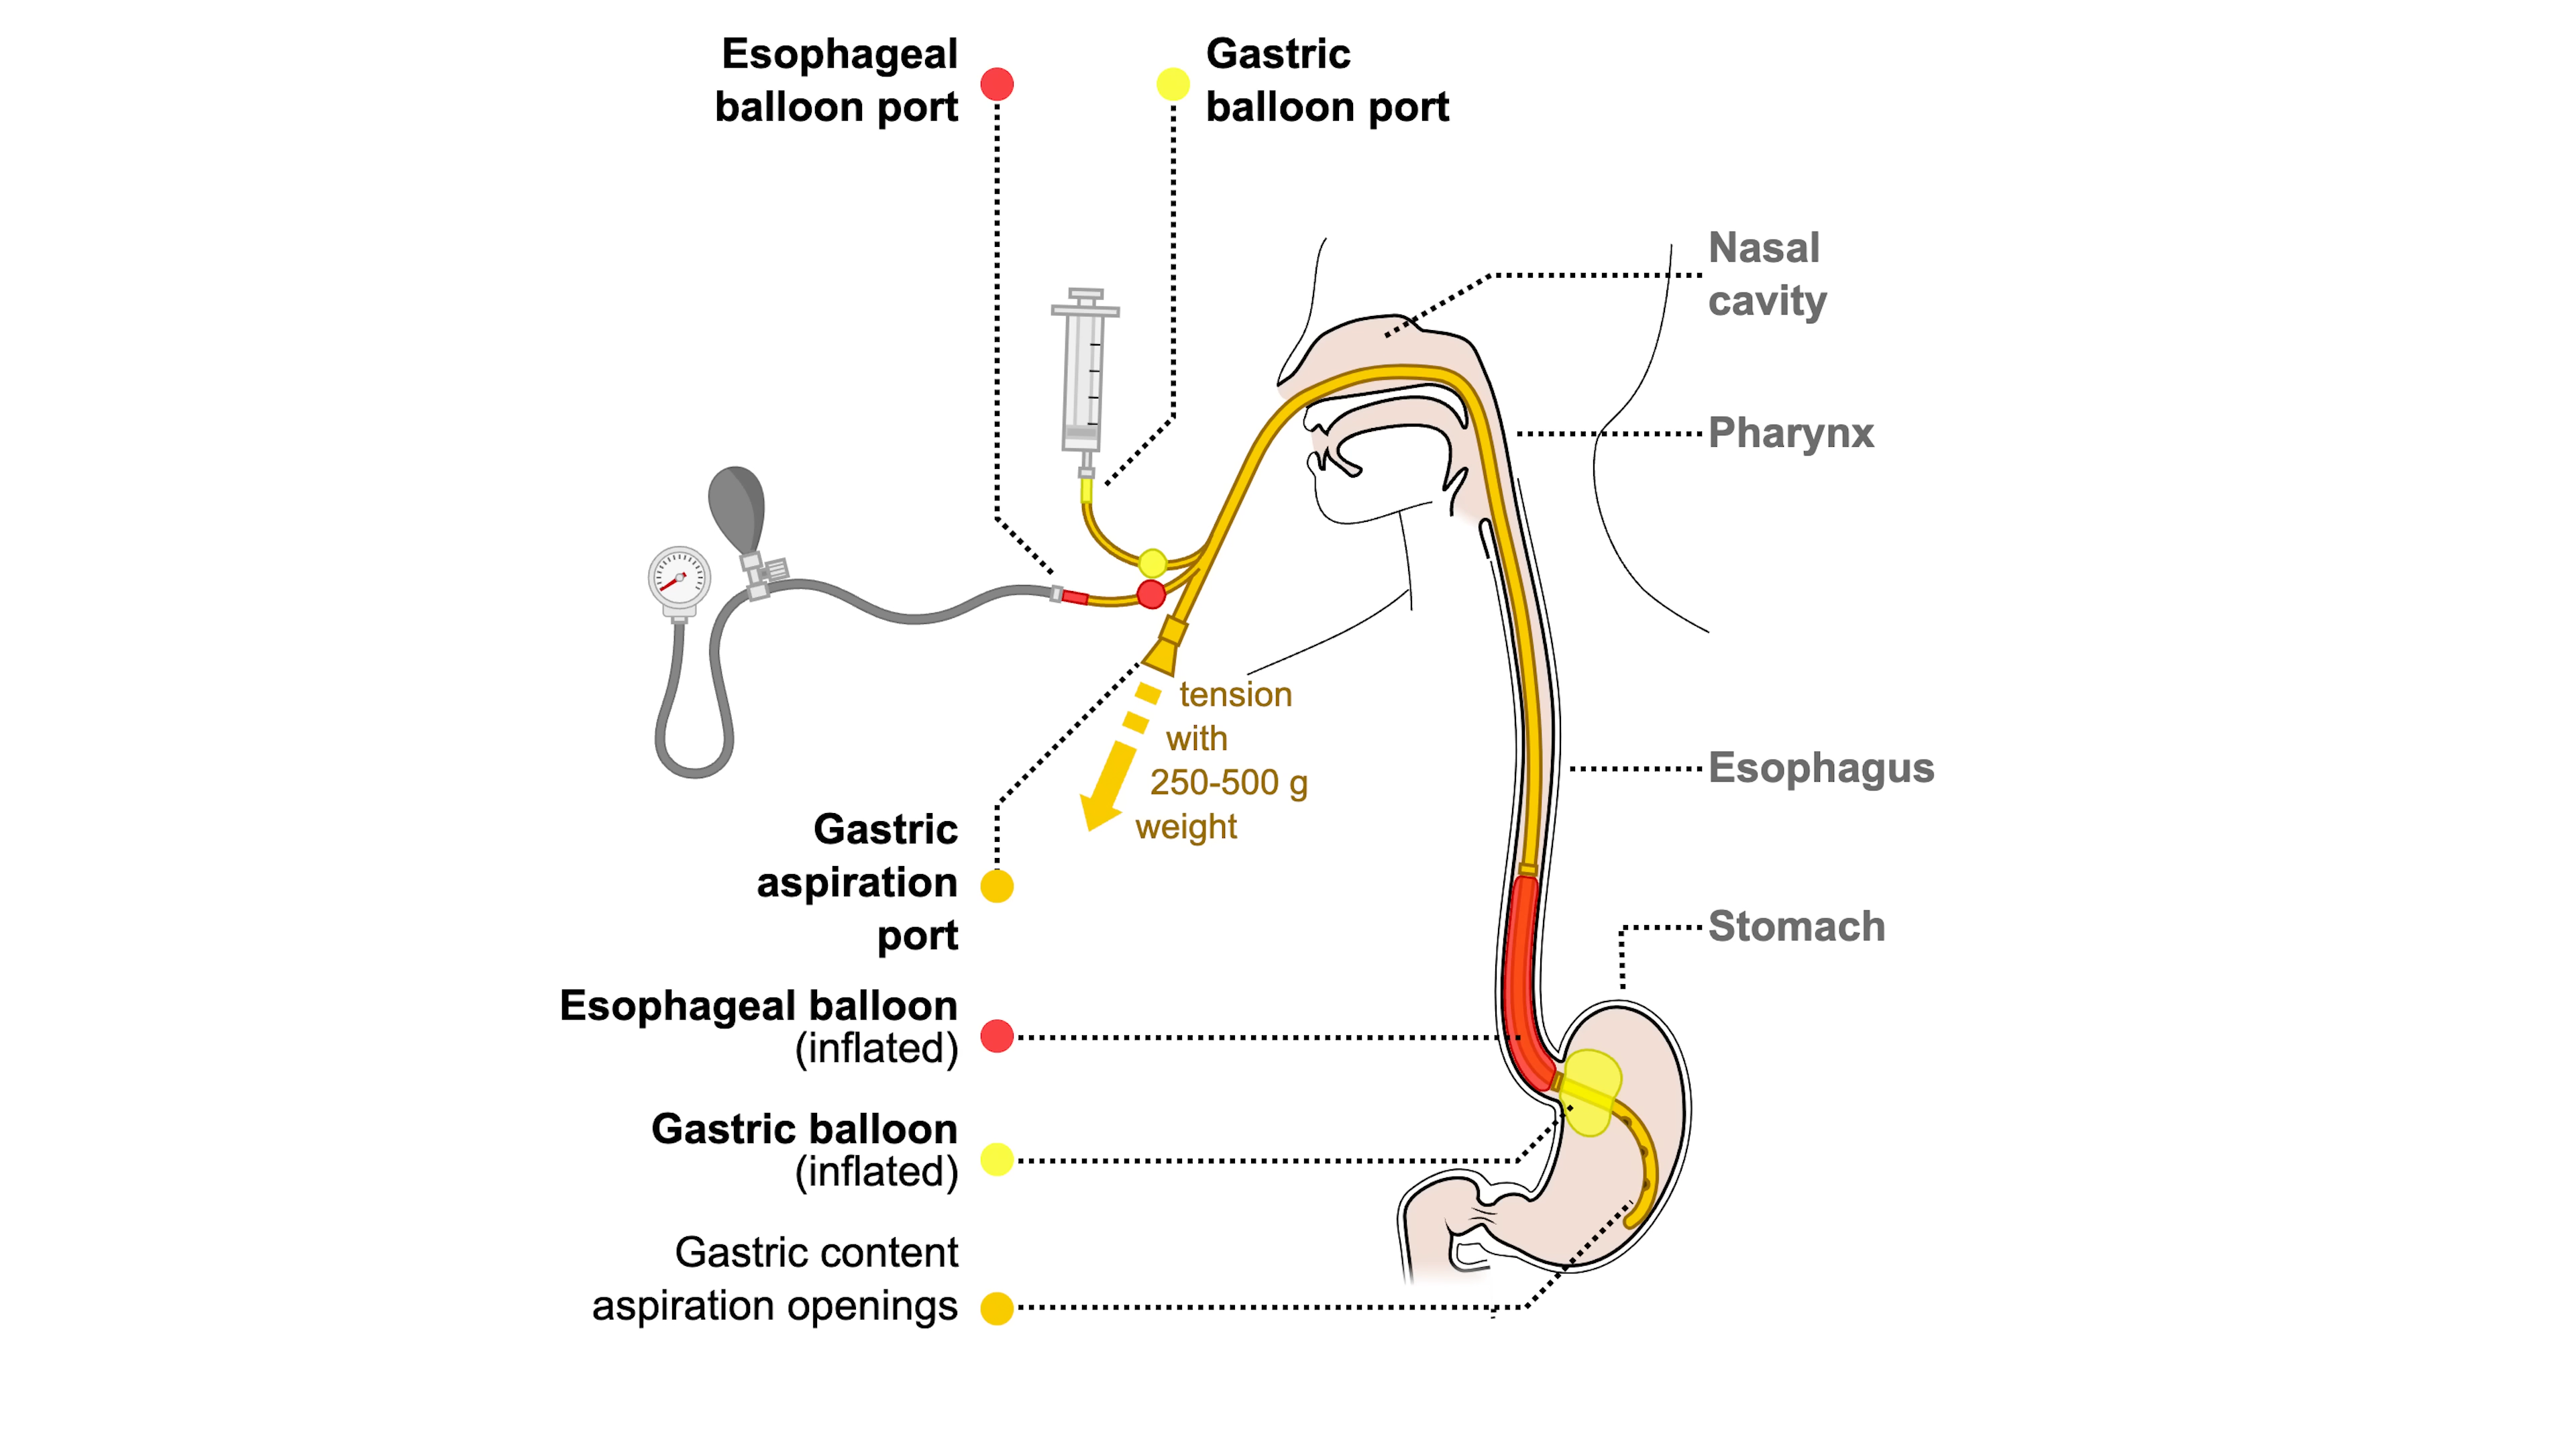 Esophageal
balloon port
Gastric
balloon port
Nasal
cavity
Pharynx
tension
with
250-500 g
weight
Esophagus
Gastric
aspiration
port
Stomach
Esophageal balloon
(inflated)
Gastric balloon
(inflated)
Gastric content
aspiration openings